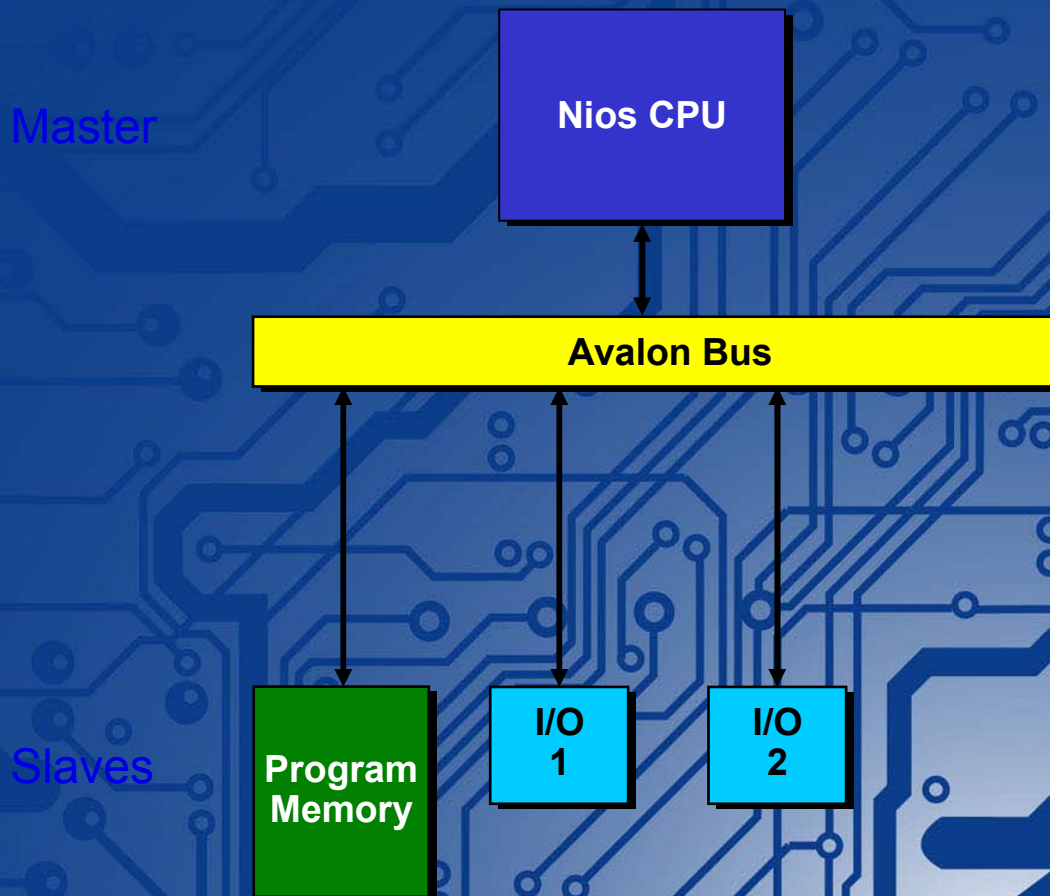 Master
Nios CPU
Avalon Bus
Slaves
Program
Memory
I/O
1
I/O
2